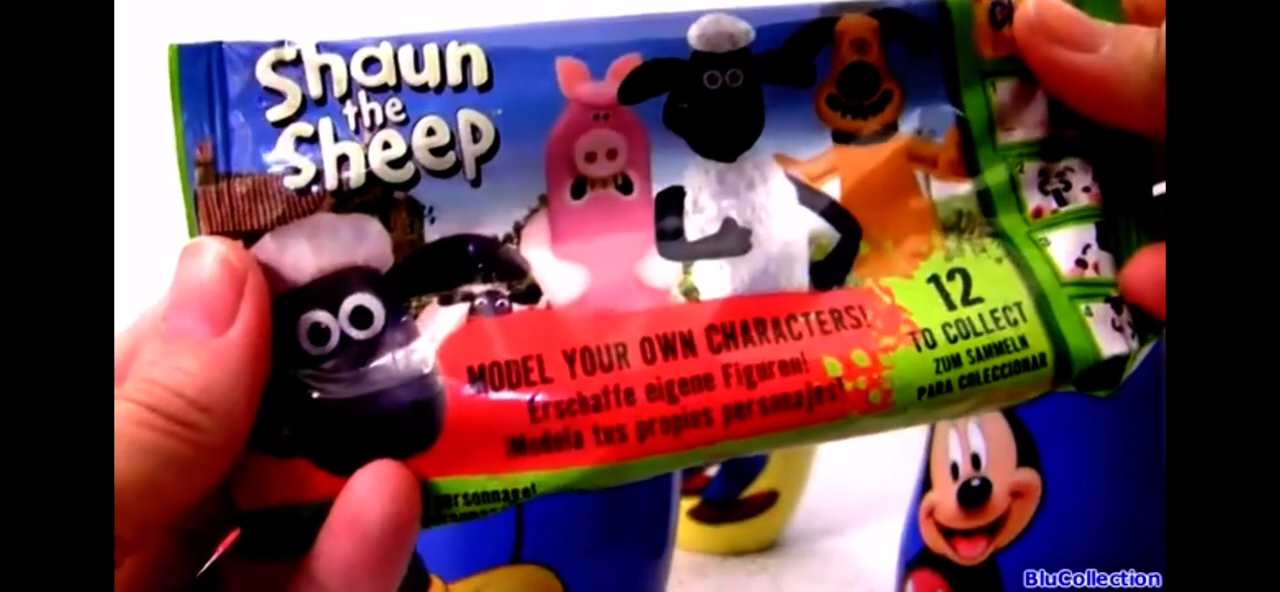 Shaun
the
Sheep
MODEL YOUR OWN CHARACTERS!
Erschaffe eigene Figuren!
Modela tus propios personajes!
12
TO COLLECT
ZUM SAMMELN
PARA COLECCIONAR
personnage!
BluCollection